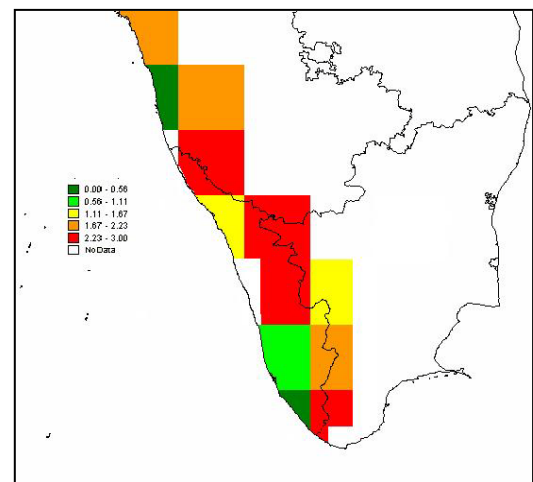 0.00 - 0.56
0.56 - 1.11
1.11 - 1.67
1.67 - 2.23
2.23 - 3.00
No Data